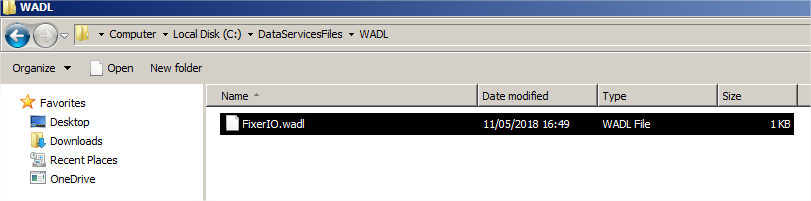 WADL
Computer Local Disk (C:) DataServicesFiles WADL
Organize Open New folder
Favorites
Desktop
Downloads
Recent Places
OneDrive
Name Date modified Type Size
FixerIO.wadl 11/05/2018 16:49 WADL File 1 KB